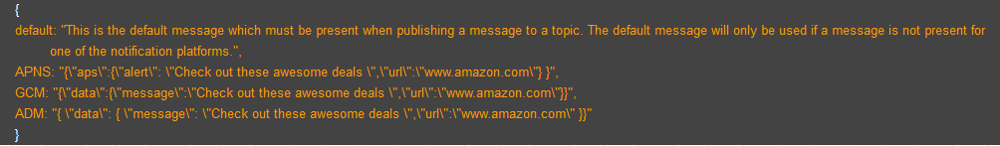 {
default: "This is the default message which must be present when publishing a message to a topic. The default message will only be used if a message is not present for
one of the notification platforms.",
APNS: "{\"aps\":{\"alert\": \"Check out these awesome deals \",\"url\":\"www.amazon.com\"} }",
GCM: "{\"data\":{\"message\":\"Check out these awesome deals \",\"url\":\"www.amazon.com\"}}",
ADM: "{ \"data\": { \"message\": \"Check out these awesome deals \",\"url\":\"www.amazon.com\" }}"
}